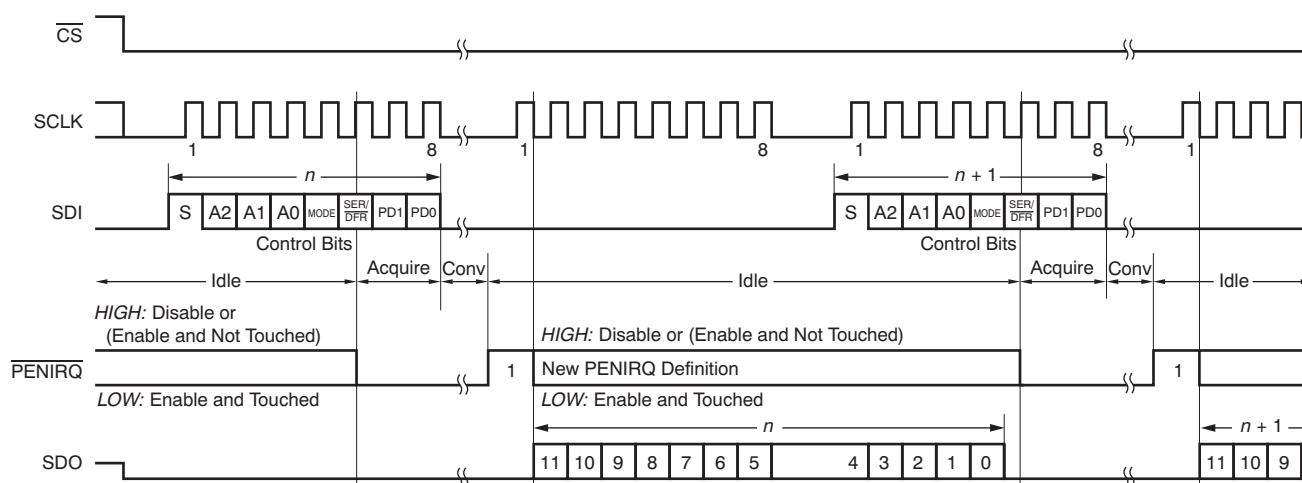 CS
SCLK
1 8 1 8 1 8 1
n n + 1
SDI S A2 A1 A0 MODE SER/DFR PD1 PD0 S A2 A1 A0 MODE SER/DFR PD1 PD0
Control Bits Control Bits
Idle Acquire Conv Idle Acquire Conv Idle
HIGH: Disable or
(Enable and Not Touched)
HIGH: Disable or (Enable and Not Touched)
PENIRQ 1 New PENIRQ Definition 1
LOW: Enable and Touched LOW: Enable and Touched
n n + 1
SDO 11 10 9 8 7 6 5 4 3 2 1 0 11 10 9